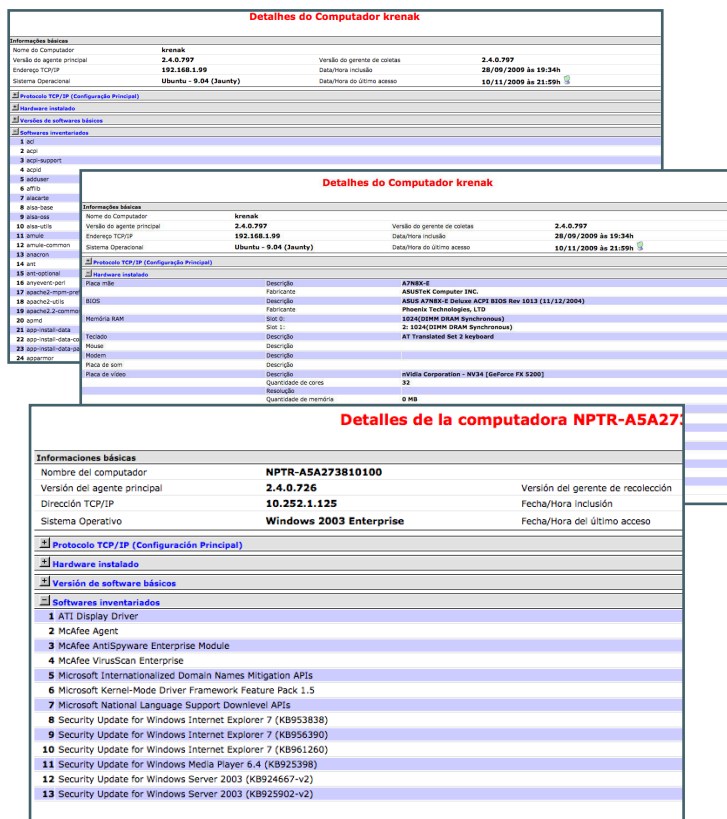 Detalhes do Computador krenak
Informações básicas
Nome do Computador krenak
Versão do agente principal 2.4.0.797 Versão do gerente de coletas 2.4.0.797
Endereço TCP/IP 192.168.1.99 Data/Hora inclusão 28/09/2009 às 19:34h
Sistema Operacional Ubuntu - 9.04 (Jaunty) Data/Hora do último acesso 10/11/2009 às 21:59h
Protocolo TCP/IP (Configuração Principal)
Hardware instalado
Versões de softwares básicos
Softwares inventariados
1 acl
2 acpi
3 acpi-support
4 acpid
5 adduser
6 afflib
7 alacarte
8 alsa-base
9 alsa-oss
10 alsa-utils
11 amule
12 amule-common
13 anacron
14 ant
15 ant-optional
16 anyevent-perl
17 apache2-mpm-pref
18 apache2-utils
19 apache2.2-commo
20 apmd
21 app-install-data
22 app-install-data-co
23 app-install-data-pa
24 apparmor
Detalhes do Computador krenak
Informações básicas
Nome do Computador krenak
Versão do agente principal 2.4.0.797 Versão do gerente de coletas 2.4.0.797
Endereço TCP/IP 192.168.1.99 Data/Hora inclusão 28/09/2009 às 19:34h
Sistema Operacional Ubuntu - 9.04 (Jaunty) Data/Hora do último acesso 10/11/2009 às 21:59h
Protocolo TCP/IP (Configuração Principal)
Hardware instalado
Placa mãe Descrição A7N8X-E
Fabricante ASUSTeK Computer INC.
BIOS Descrição ASUS A7N8X-E Deluxe ACPI BIOS Rev 1013 (11/12/2004)
Fabricante Phoenix Technologies, LTD
Memória RAM Slot 0: 1024(DIMM DRAM Synchronous)
Slot 1: 2: 1024(DIMM DRAM Synchronous)
Teclado Descrição AT Translated Set 2 keyboard
Mouse Descrição
Modem Descrição
Placa de som Descrição
Placa de vídeo Descrição nVidia Corporation - NV34 [GeForce FX 5200]
Quantidade de cores 32
Resolução
Quantidade de memória 0 MB
Detalles de la computadora NPTR-A5A273
Informaciones básicas
Nombre del computador NPTR-A5A273810100
Versión del agente principal 2.4.0.726 Versión del gerente de recolección
Dirección TCP/IP 10.252.1.125 Fecha/Hora inclusión
Sistema Operativo Windows 2003 Enterprise Fecha/Hora del último acceso
Protocolo TCP/IP (Configuración Principal)
Hardware instalado
Versión de software básicos
Softwares inventariados
1 ATI Display Driver
2 McAfee Agent
3 McAfee AntiSpyware Enterprise Module
4 McAfee VirusScan Enterprise
5 Microsoft Internationalized Domain Names Mitigation APIs
6 Microsoft Kernel-Mode Driver Framework Feature Pack 1.5
7 Microsoft National Language Support Downlevel APIs
8 Security Update for Windows Internet Explorer 7 (KB953838)
9 Security Update for Windows Internet Explorer 7 (KB956390)
10 Security Update for Windows Internet Explorer 7 (KB961260)
11 Security Update for Windows Media Player 6.4 (KB925398)
12 Security Update for Windows Server 2003 (KB924667-v2)
13 Security Update for Windows Server 2003 (KB925902-v2)